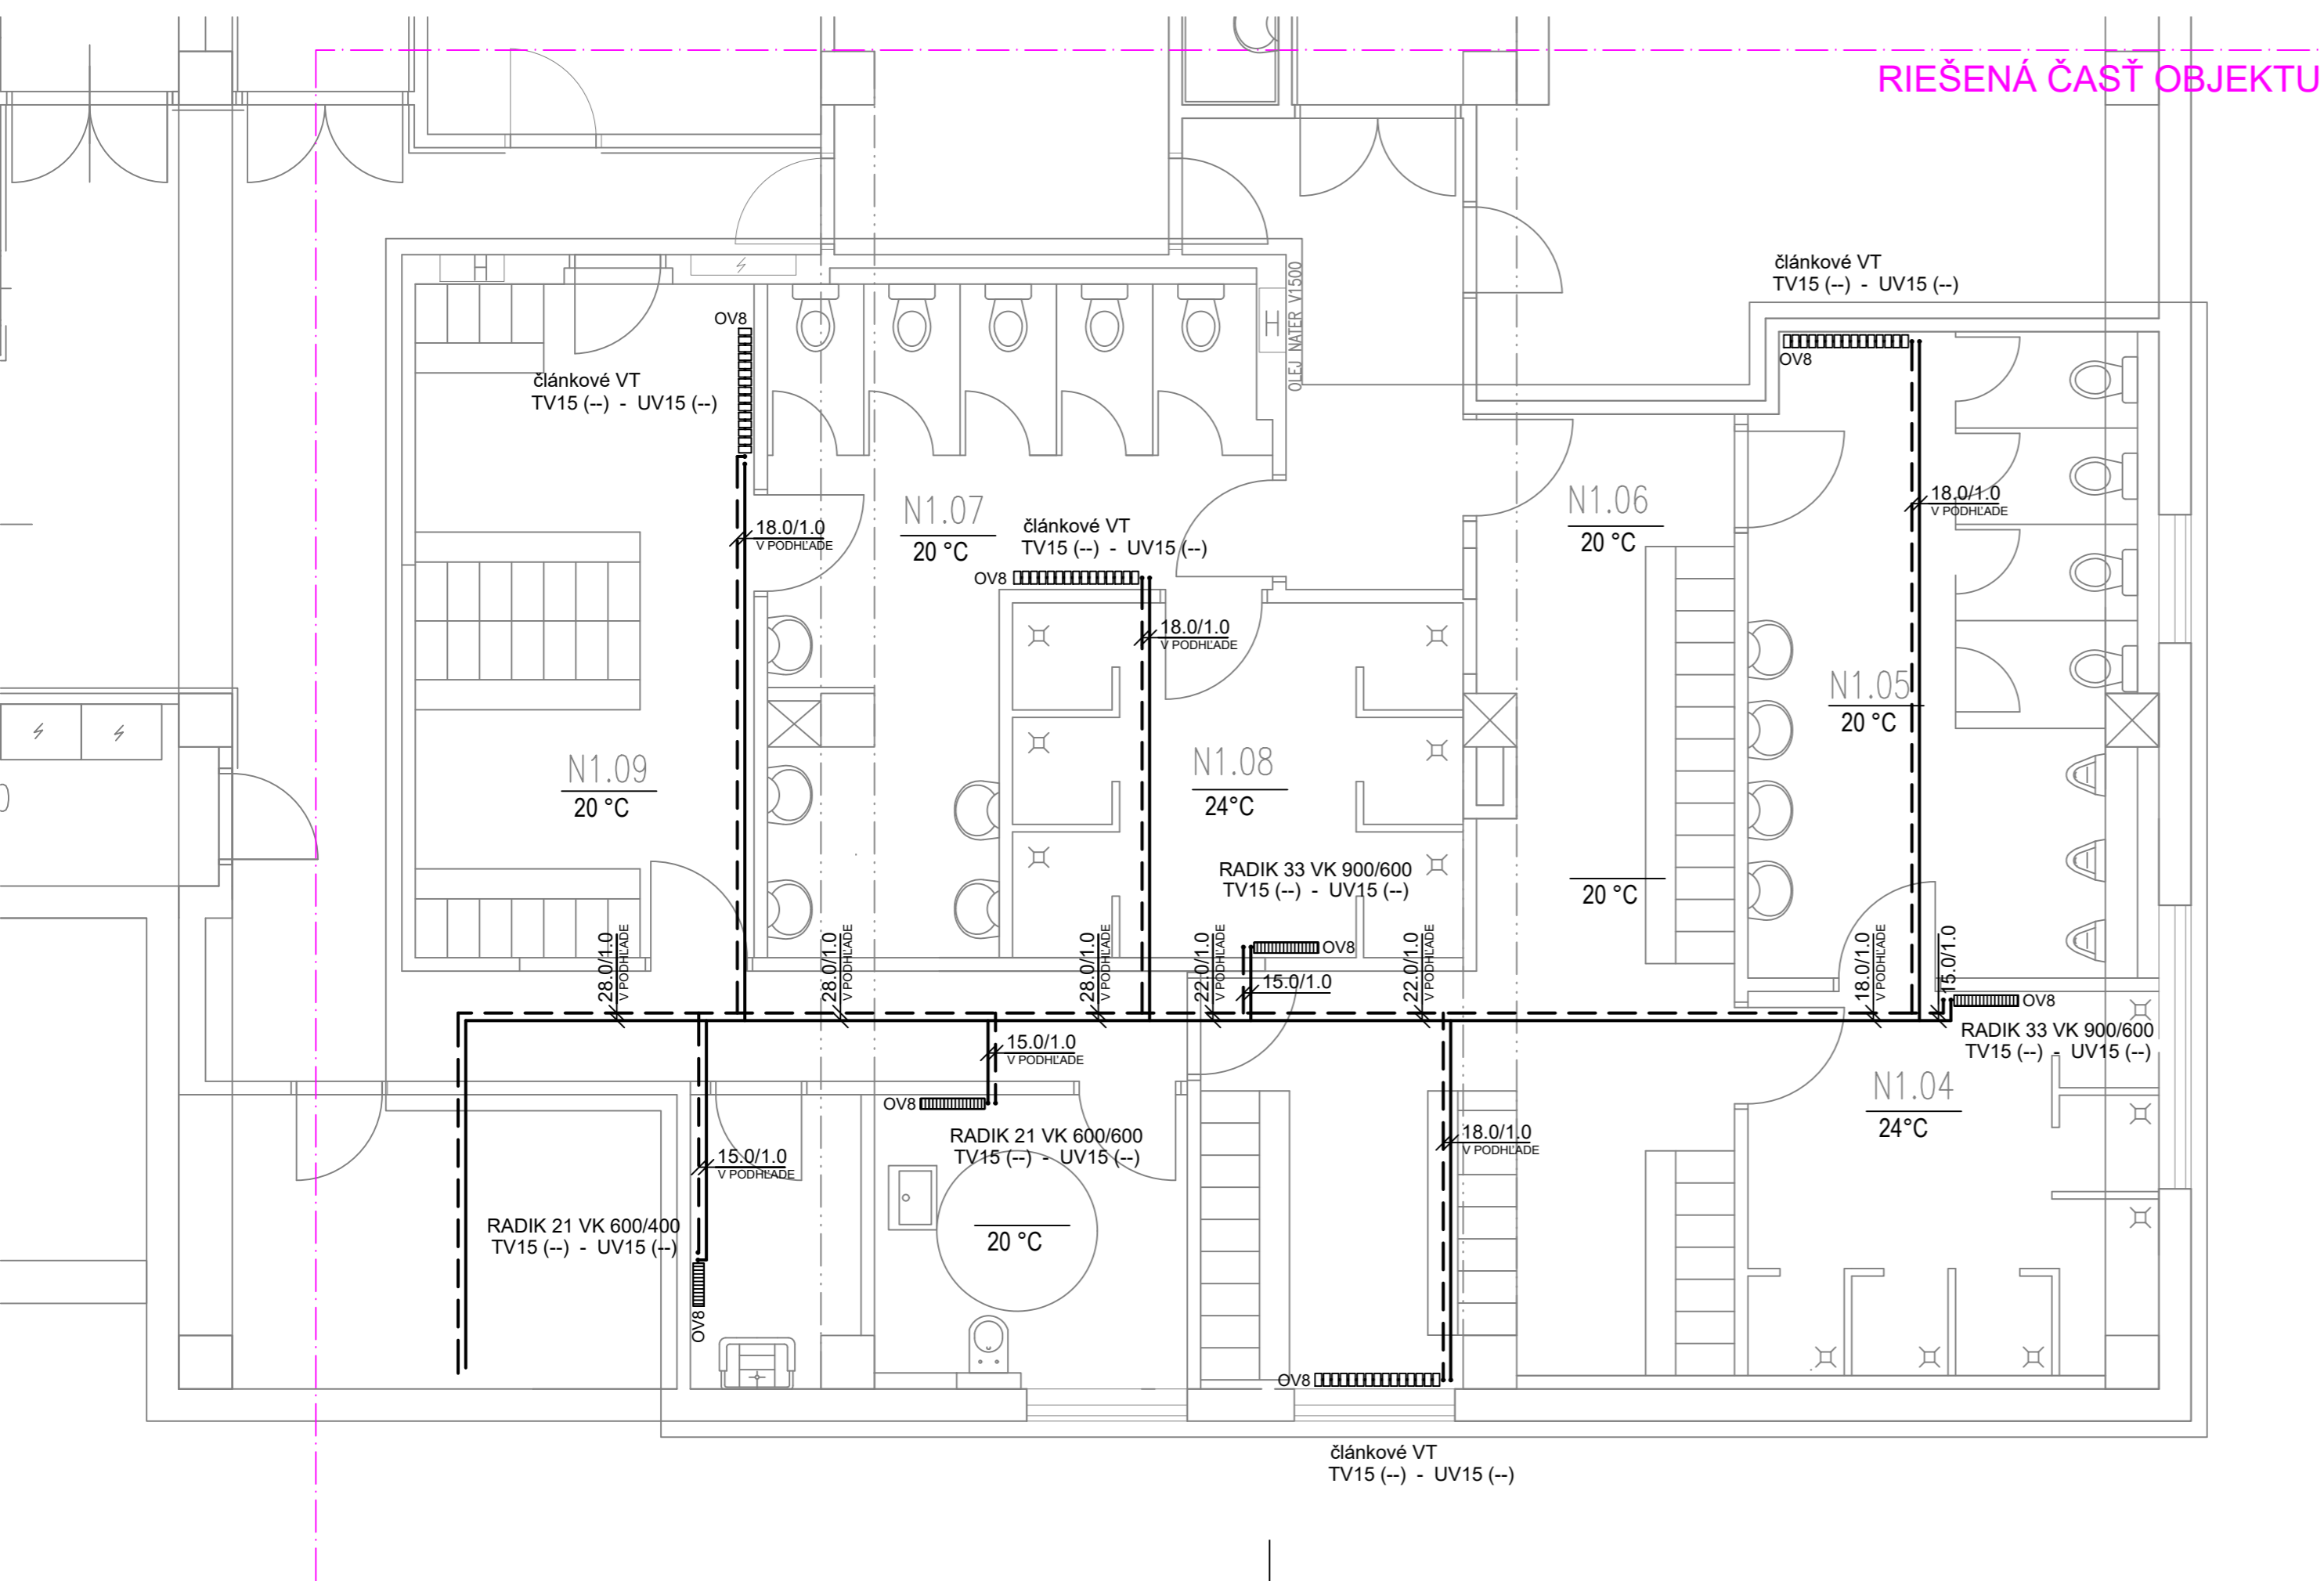 RIEŠENÁ ČASŤ OBJEKTU
článkové VT
TV15 (--) - UV15 (--)
OV8
OLEJ NÁTER V1500
OV8
článkové VT
TV15 (--) - UV15 (--)
N1.07
20 °C
18.0/1.0
V PODHĽADE
článkové VT
TV15 (--) - UV15 (--)
OV8
N1.06
20 °C
18.0/1.0
V PODHĽADE
18.0/1.0
V PODHĽADE
N1.05
20 °C
N1.09
20 °C
N1.08
24°C
RADIK 33 VK 900/600
TV15 (--) - UV15 (--)
20 °C
28.0/1.0
V PODHĽADE
28.0/1.0
V PODHĽADE
28.0/1.0
V PODHĽADE
22.0/1.0
V PODHĽADE
OV8
15.0/1.0
22.0/1.0
V PODHĽADE
18.0/1.0
V PODHĽADE
15.0/1.0
OV8
RADIK 33 VK 900/600
TV15 (--) - UV15 (--)
15.0/1.0
V PODHĽADE
OV8
N1.04
24°C
RADIK 21 VK 600/600
TV15 (--) - UV15 (--)
15.0/1.0
V PODHĽADE
18.0/1.0
V PODHĽADE
RADIK 21 VK 600/400
TV15 (--) - UV15 (--)
20 °C
OV8
OV8
článkové VT
TV15 (--) - UV15 (--)